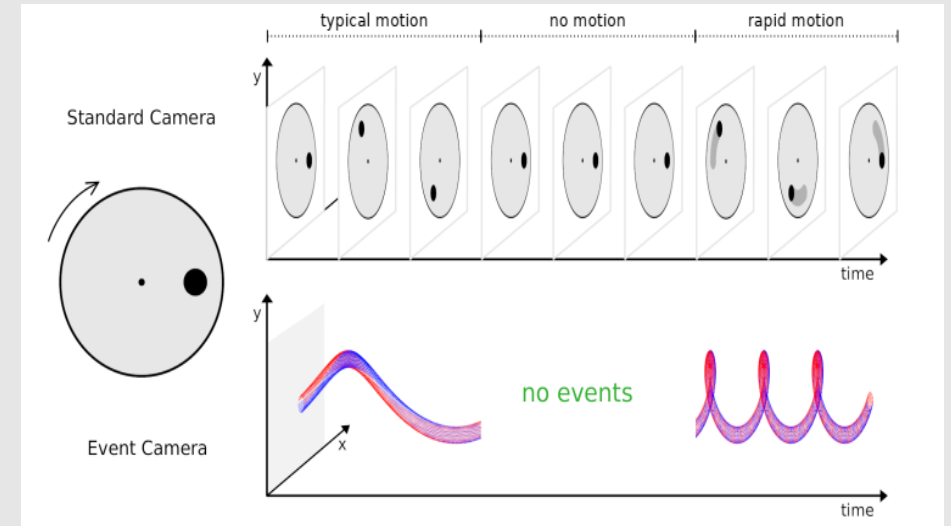 typical motion
no motion
rapid motion
y
Standard Camera
time
y
no events
x
Event Camera
time